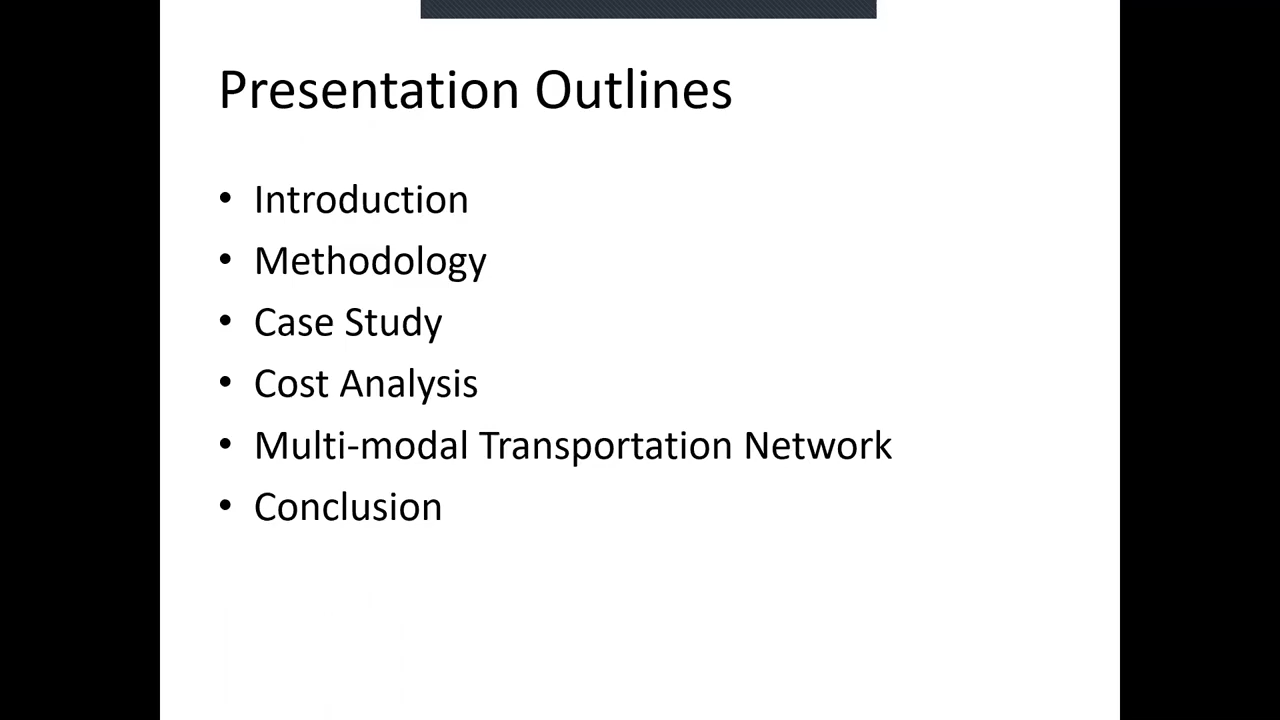 Presentation Outlines
• Introduction
• Methodology
• Case Study
• Cost Analysis
• Multi-modal Transportation Network
• Conclusion